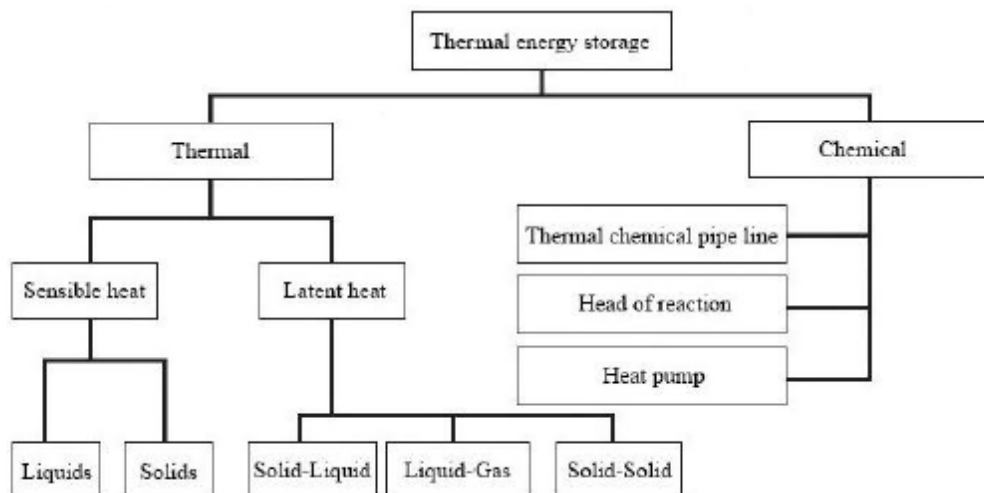 Thermal energy storage
Thermal
Chemical
Thermal chemical pipe line
Sensible heat
Latent heat
Head of reaction
Heat pump
Liquids
Solids
Solid-Liquid
Liquid-Gas
Solid-Solid